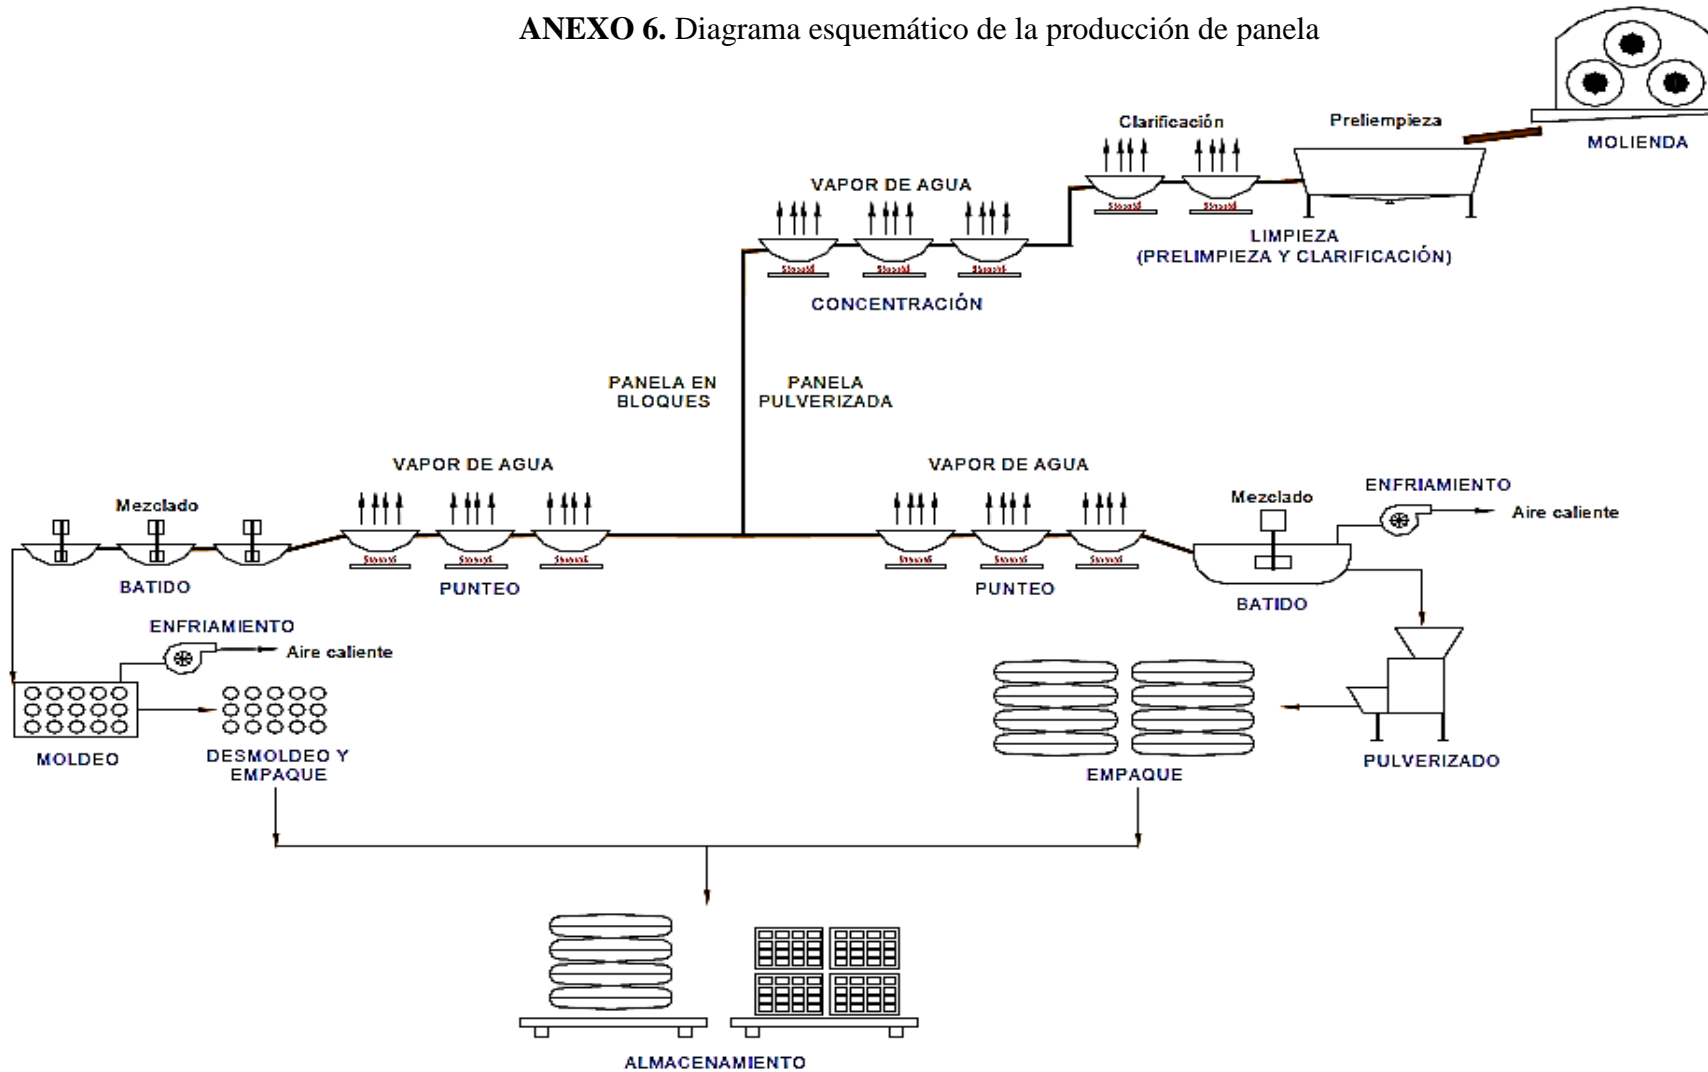 ANEXO 6. Diagrama esquemático de la producción de panela
MOLIENDA
Preliempieza
Clarificación
LIMPIEZA
(PRELIMPIEZA Y CLARIFICACIÓN)
VAPOR DE AGUA
CONCENTRACIÓN
PANELA EN
BLOQUES
PANELA
PULVERIZADA
VAPOR DE AGUA
Mezclado
BATIDO
PUNTEO
ENFRIAMIENTO
Aire caliente
MOLDEO
DESMOLDEO Y
EMPAQUE
VAPOR DE AGUA
PUNTEO
Mezclado
BATIDO
ENFRIAMIENTO
Aire caliente
PULVERIZADO
EMPAQUE
ALMACENAMIENTO